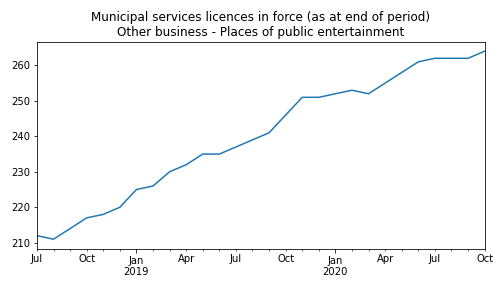 Municipal services licences in force (as at end of period)
Other business - Places of public entertainment
260
250
240
230
220
210
Jul Oct Jan Apr Jul Oct Jan Apr Jul Oct
2019 2020